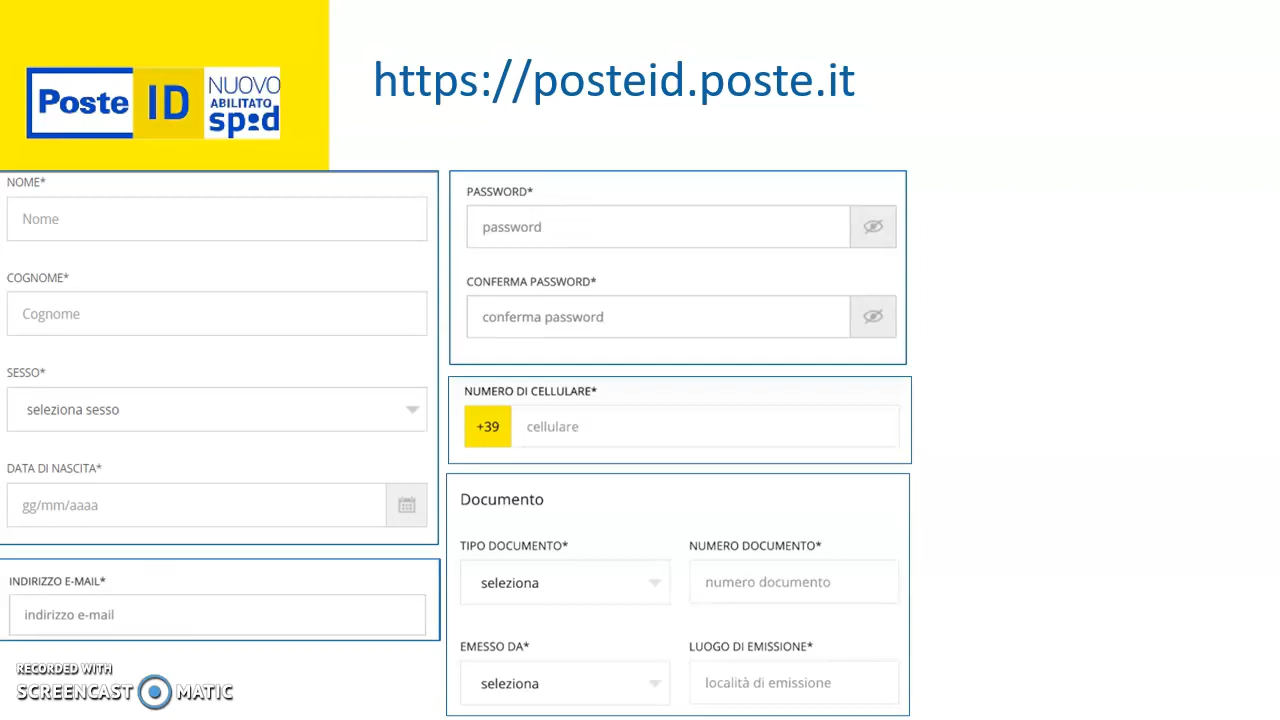 Poste ID NUOVO
ABILITATO
spid
https://posteid.poste.it
NOME*
Nome
COGNOME*
Cognome
SESSO*
seleziona sesso
DATA DI NASCITA*
gg/mm/aaaa
INDIRIZZO E-MAIL*
indirizzo e-mail
PASSWORD*
password
CONFERMA PASSWORD*
conferma password
NUMERO DI CELLULARE*
+39 cellulare
Documento
TIPO DOCUMENTO* NUMERO DOCUMENTO*
seleziona numero documento
EMESSO DA* LUOGO DI EMISSIONE*
seleziona località di emissione
RECORDED WITH
SCREENCAST MATIC